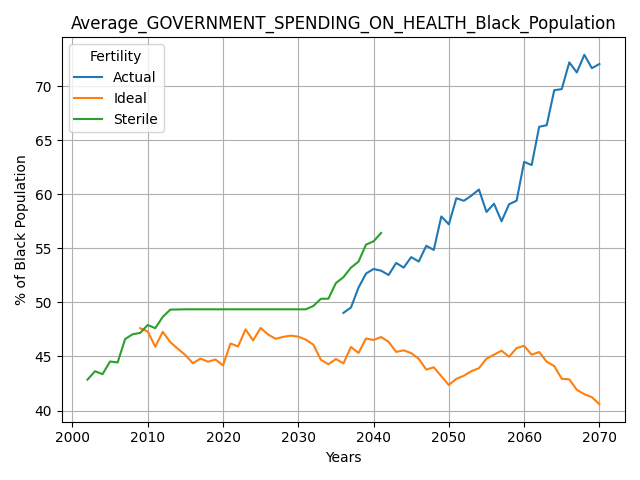 Average_GOVERNMENT_SPENDING_ON_HEALTH_Black_Population
Fertility
Actual
Ideal
Sterile
% of Black Population
70
65
60
55
50
45
40
2000
2010
2020
2030
2040
2050
2060
2070
Years